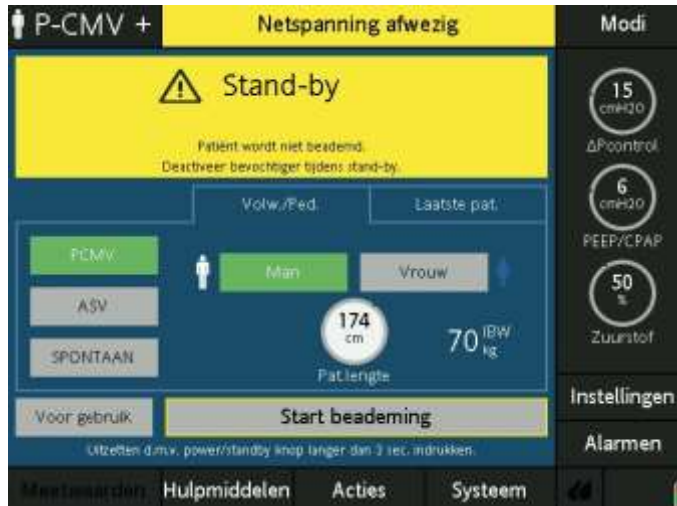 P-CMV +
Netspanning afwezig
Modi
Stand-by
Patiënt wordt niet beademd.
Deactiveer bevochtiger tijdens stand-by.
Volw./Ped.
Laatste pat.
PCMV
ASV
SPONTAAN
Man
Vrouw
174
cm
Pat.lengte
70 IBW
kg
15
cmH2O
ΔPcontrol
6
cmH2O
PEEP/CPAP
50
%
Zuurstof
Voor gebruik
Start beademing
Uitzetten d.m.v. power/standby knop langer dan 3 sec. indrukken.
Instellingen
Alarmen
Meetwaarden
Hulpmiddelen
Acties
Systeem